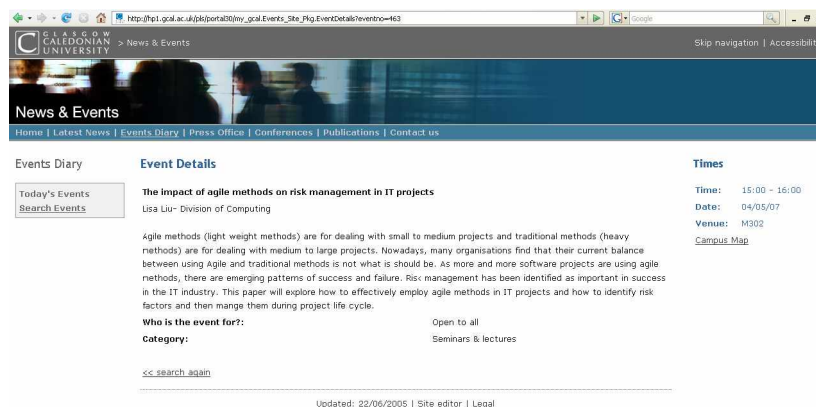 http://hp1.gcal.ac.uk/pls/portal30/my_gcal.Events_Site_Pkg.EventDetails?eventno=463
Google
GLASGOW
CALEDONIAN
UNIVERSITY
> News & Events
Skip navigation | Accessibilit
News & Events
Home | Latest News | Events Diary | Press Office | Conferences | Publications | Contact us
Events Diary
Today's Events
Search Events
Event Details
The impact of agile methods on risk management in IT projects
Lisa Liu- Division of Computing
Agile methods (light weight methods) are for dealing with small to medium projects and traditional methods (heavy
methods) are for dealing with medium to large projects. Nowadays, many organisations find that their current balance
between using Agile and traditional methods is not what is should be. As more and more software projects are using agile
methods, there are emerging patterns of success and failure. Risk management has been identified as important in success
in the IT industry. This paper will explore how to effectively employ agile methods in IT projects and how to identify risk
factors and then mange them during project life cycle.
Who is the event for?: Open to all
Category: Seminars & lectures
<< search again
Times
Time: 15:00 - 16:00
Date: 04/05/07
Venue: M302
Campus Map
Updated: 22/06/2005 | Site editor | Legal